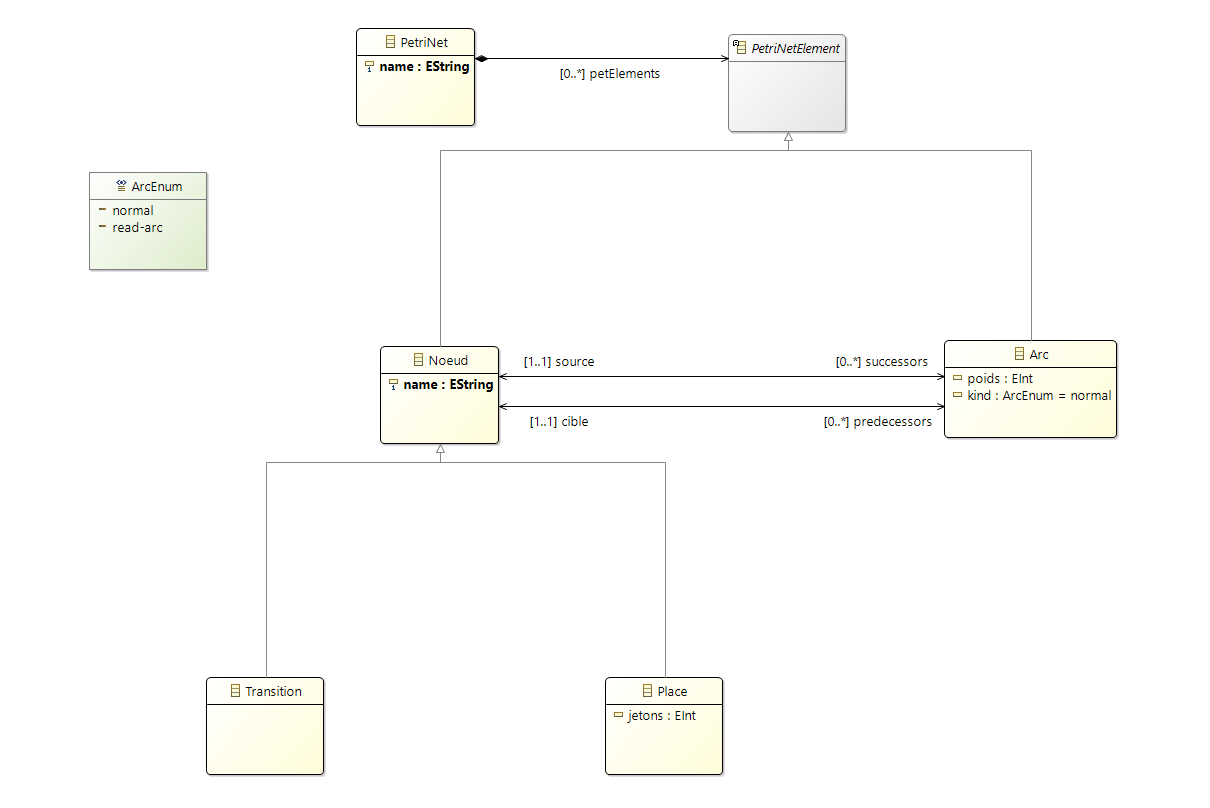 PetriNet
name : EString
[0..*] petElements
PetriNetElement
ArcEnum
normal
read-arc
Noeud
name : EString
[1..1] source
[0..*] successors
[1..1] cible
[0..*] predecessors
Arc
poids : EInt
kind : ArcEnum = normal
Transition
Place
jetons : EInt